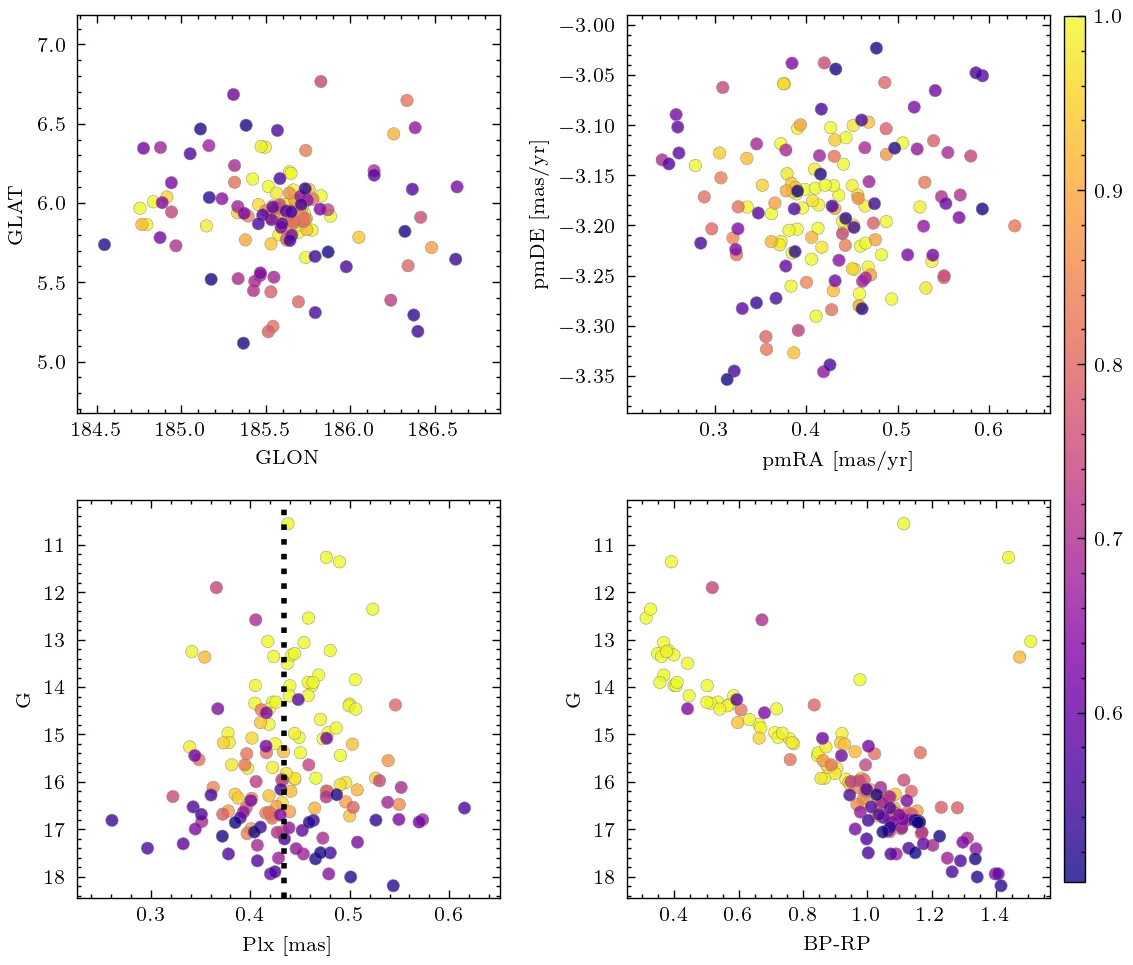 7.0
6.5
6.0
5.5
5.0
GLAT
184.5 185.0 185.5 186.0 186.5
GLON
−3.00
−3.05
−3.10
−3.15
−3.20
−3.25
−3.30
−3.35
pmDE [mas/yr]
0.3 0.4 0.5 0.6
pmRA [mas/yr]
1.0
0.9
0.8
0.7
0.6
11
12
13
14
15
16
17
18
G
0.3 0.4 0.5 0.6
Plx [mas]
11
12
13
14
15
16
17
18
G
0.4 0.6 0.8 1.0 1.2 1.4
BP-RP